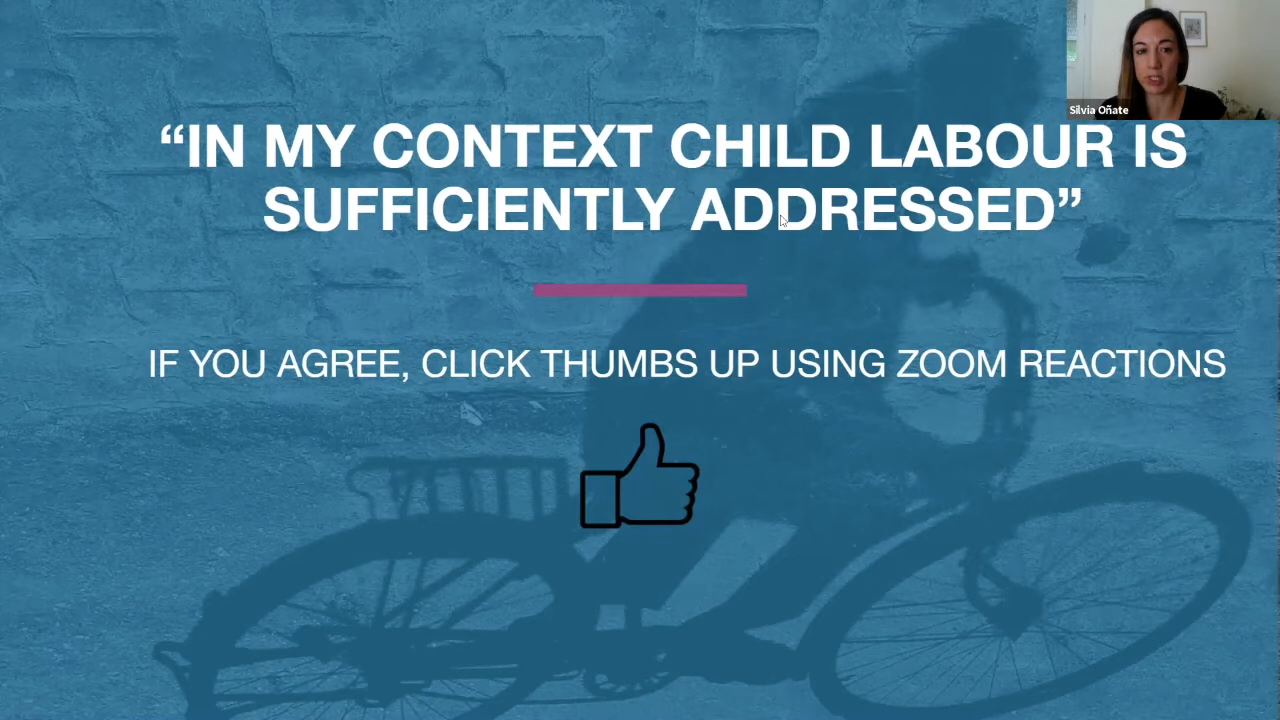 Silvia Oñate
“IN MY CONTEXT CHILD LABOUR IS
SUFFICIENTLY ADDRESSED”
IF YOU AGREE, CLICK THUMBS UP USING ZOOM REACTIONS